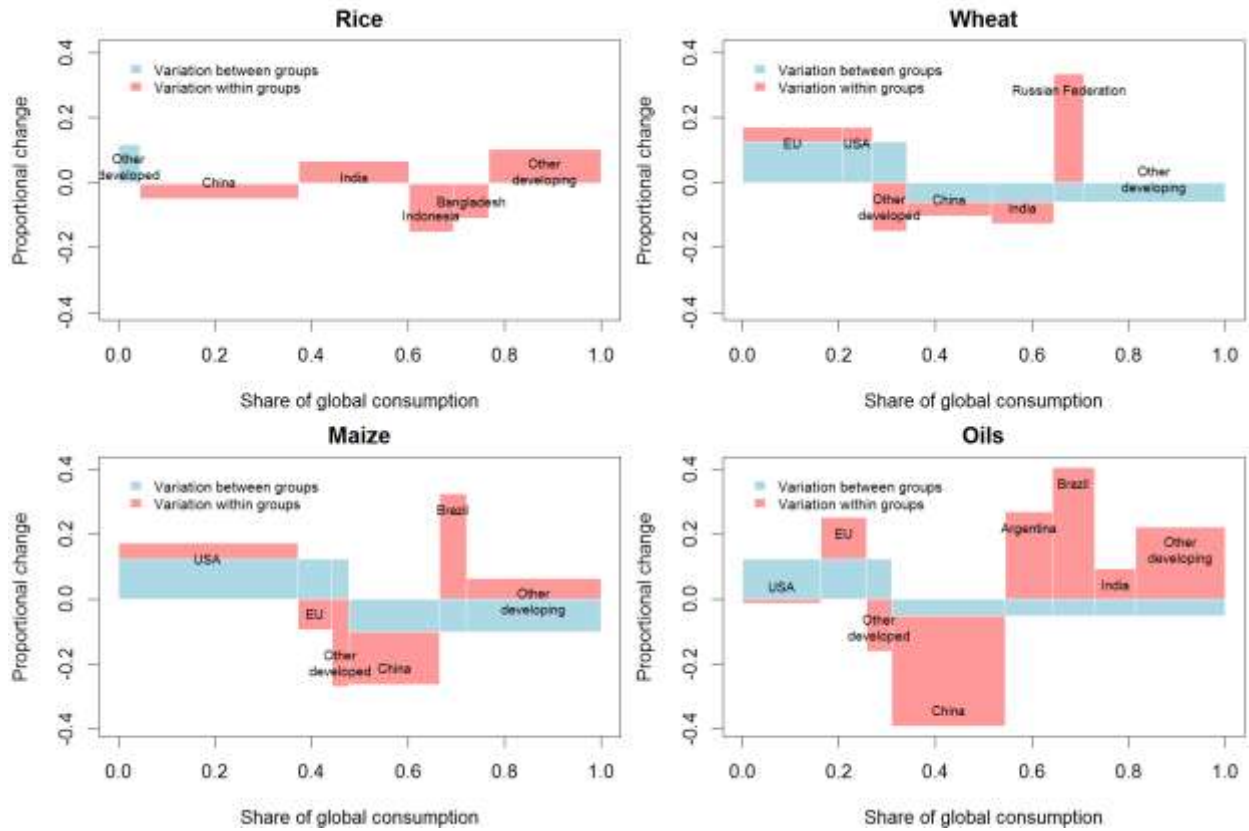 Rice
Proportional change
0.4
0.2
0.0
-0.2
-0.4
Variation between groups
Variation within groups
Other
developed
China
India
Indonesia
Bangladesh
Other
developing
0.0 0.2 0.4 0.6 0.8 1.0
Share of global consumption
Wheat
Proportional change
0.4
0.2
0.0
-0.2
-0.4
Variation between groups
Variation within groups
Russian Federation
EU
USA
Other
developed
China
India
Other
developing
0.0 0.2 0.4 0.6 0.8 1.0
Share of global consumption
Maize
Proportional change
0.4
0.2
0.0
-0.2
-0.4
Variation between groups
Variation within groups
USA
EU
Other
developed
China
Brazil
Other
developing
0.0 0.2 0.4 0.6 0.8 1.0
Share of global consumption
Oils
Proportional change
0.4
0.2
0.0
-0.2
-0.4
Variation between groups
Variation within groups
USA
EU
Other
developed
China
Argentina
Brazil
India
Other
developing
0.0 0.2 0.4 0.6 0.8 1.0
Share of global consumption